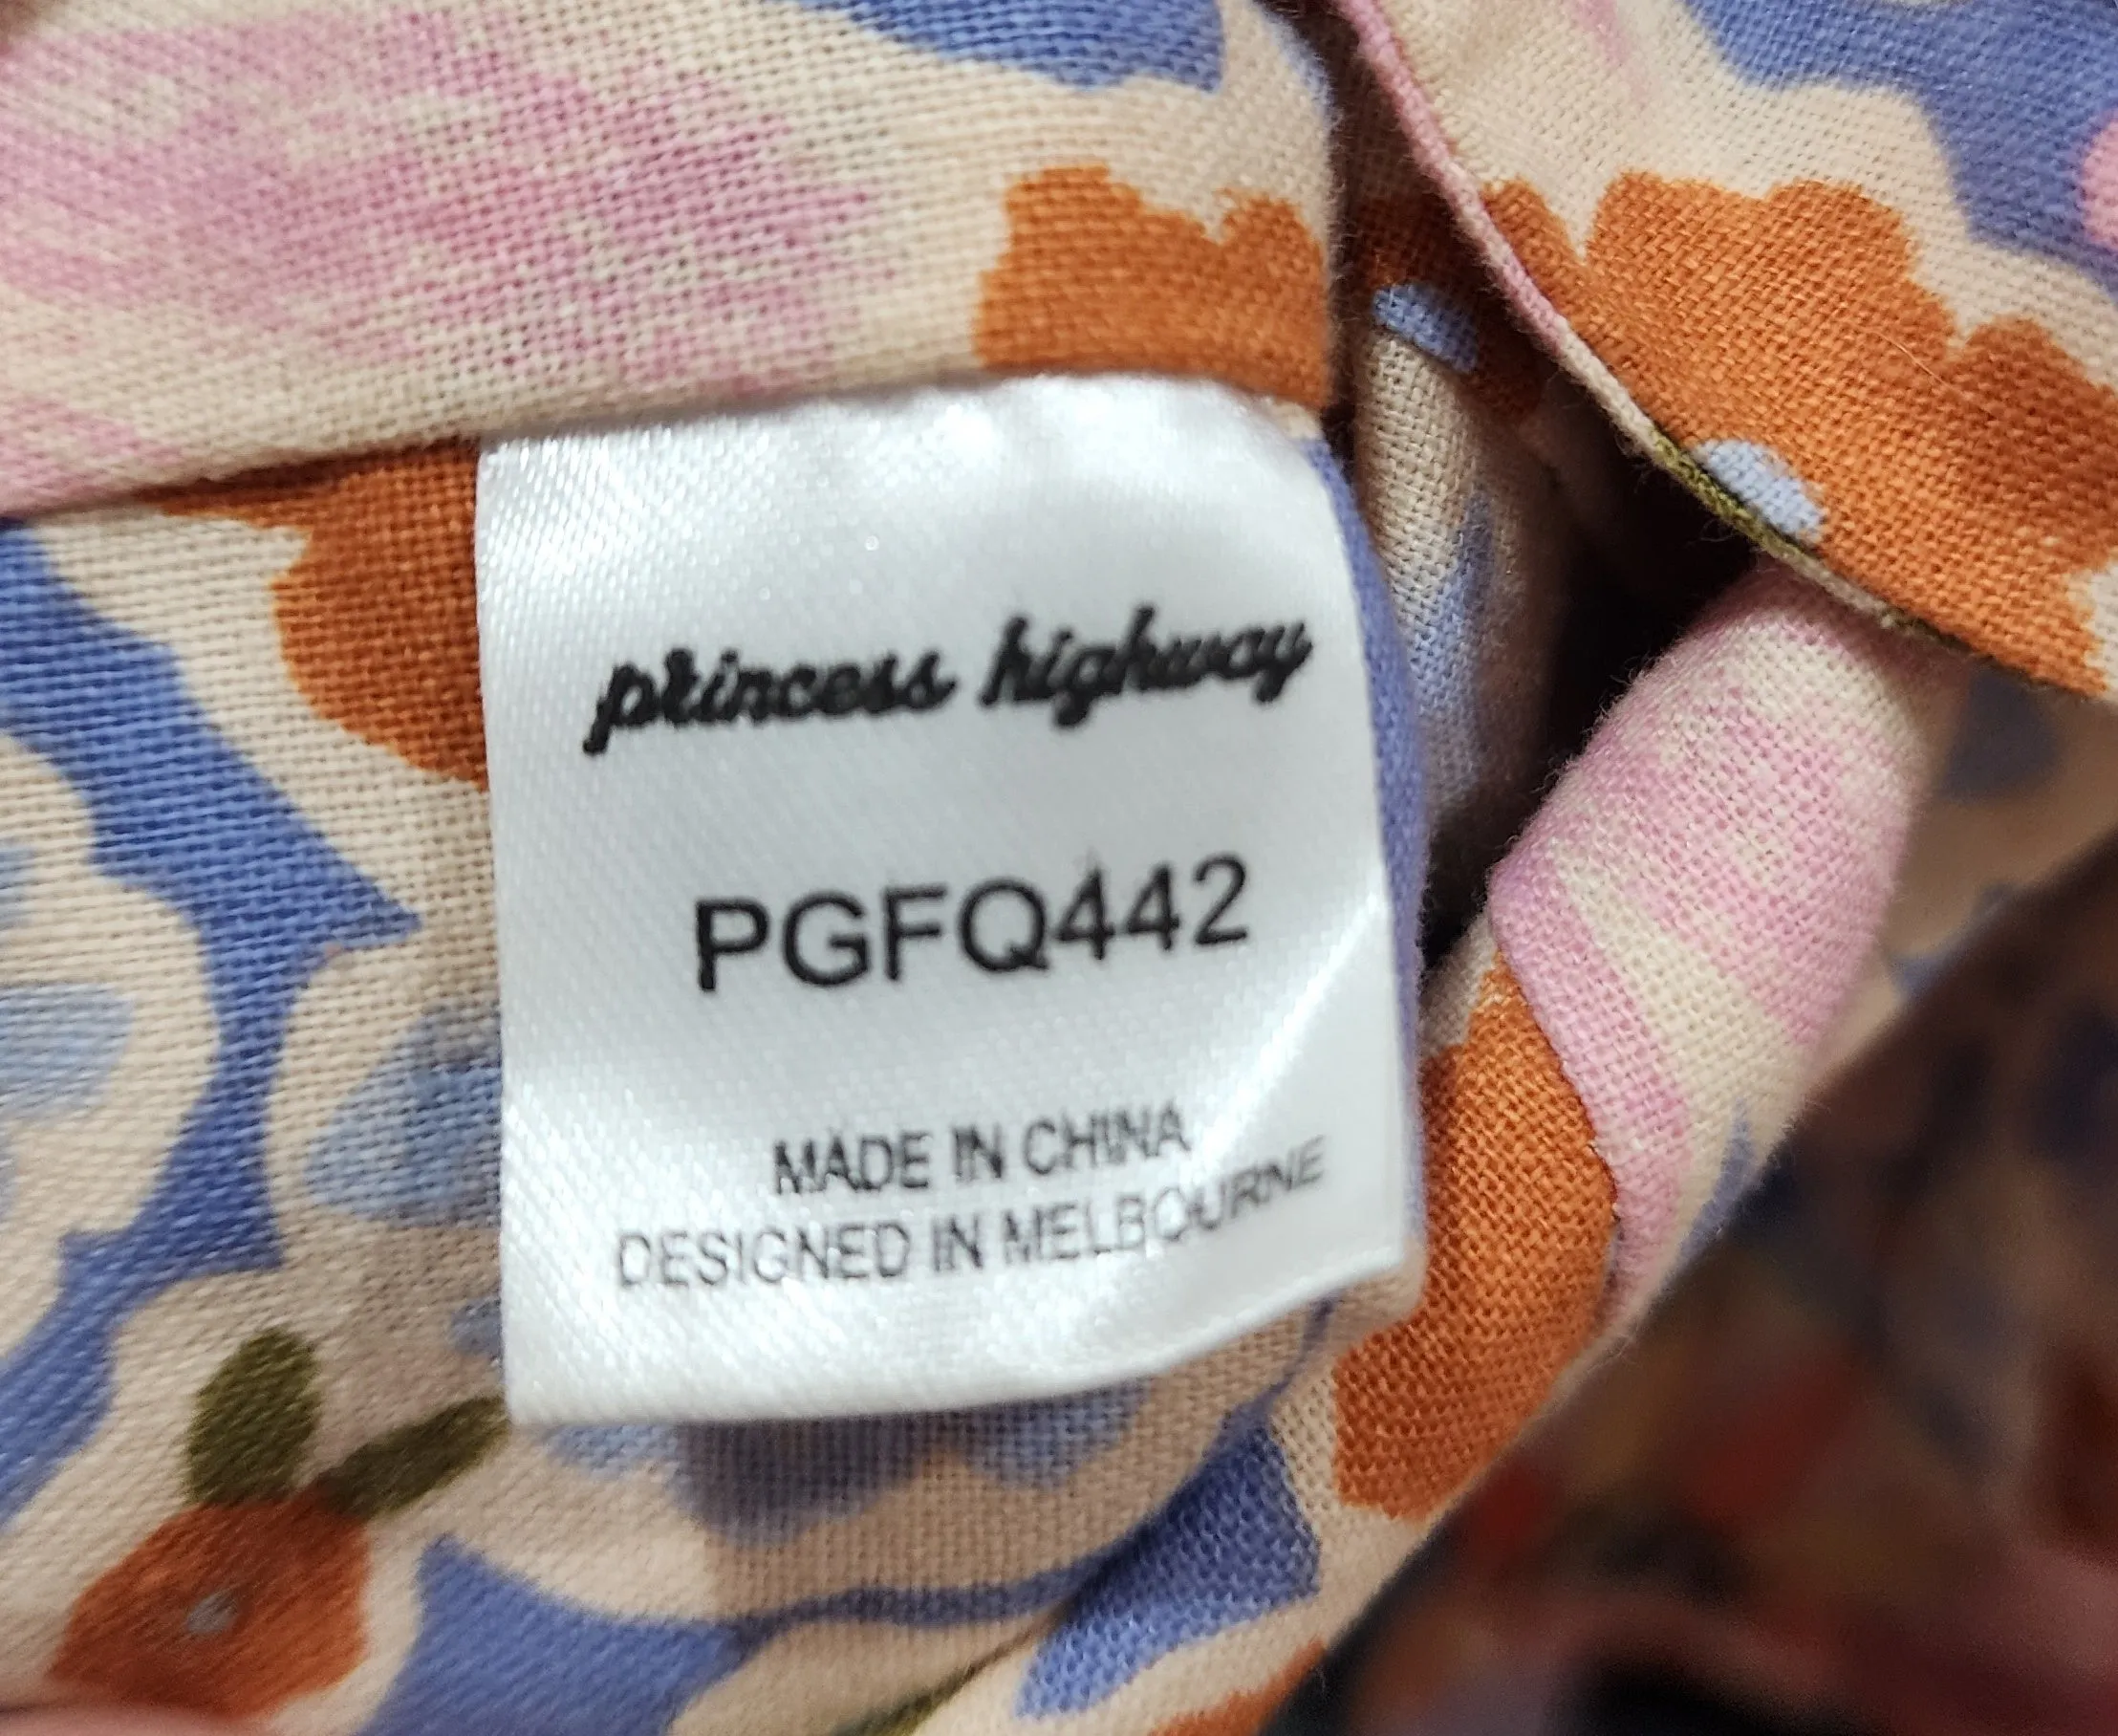 princess highway
PGFQ442
MADE IN CHINA
DESIGNED IN MELBOURNE